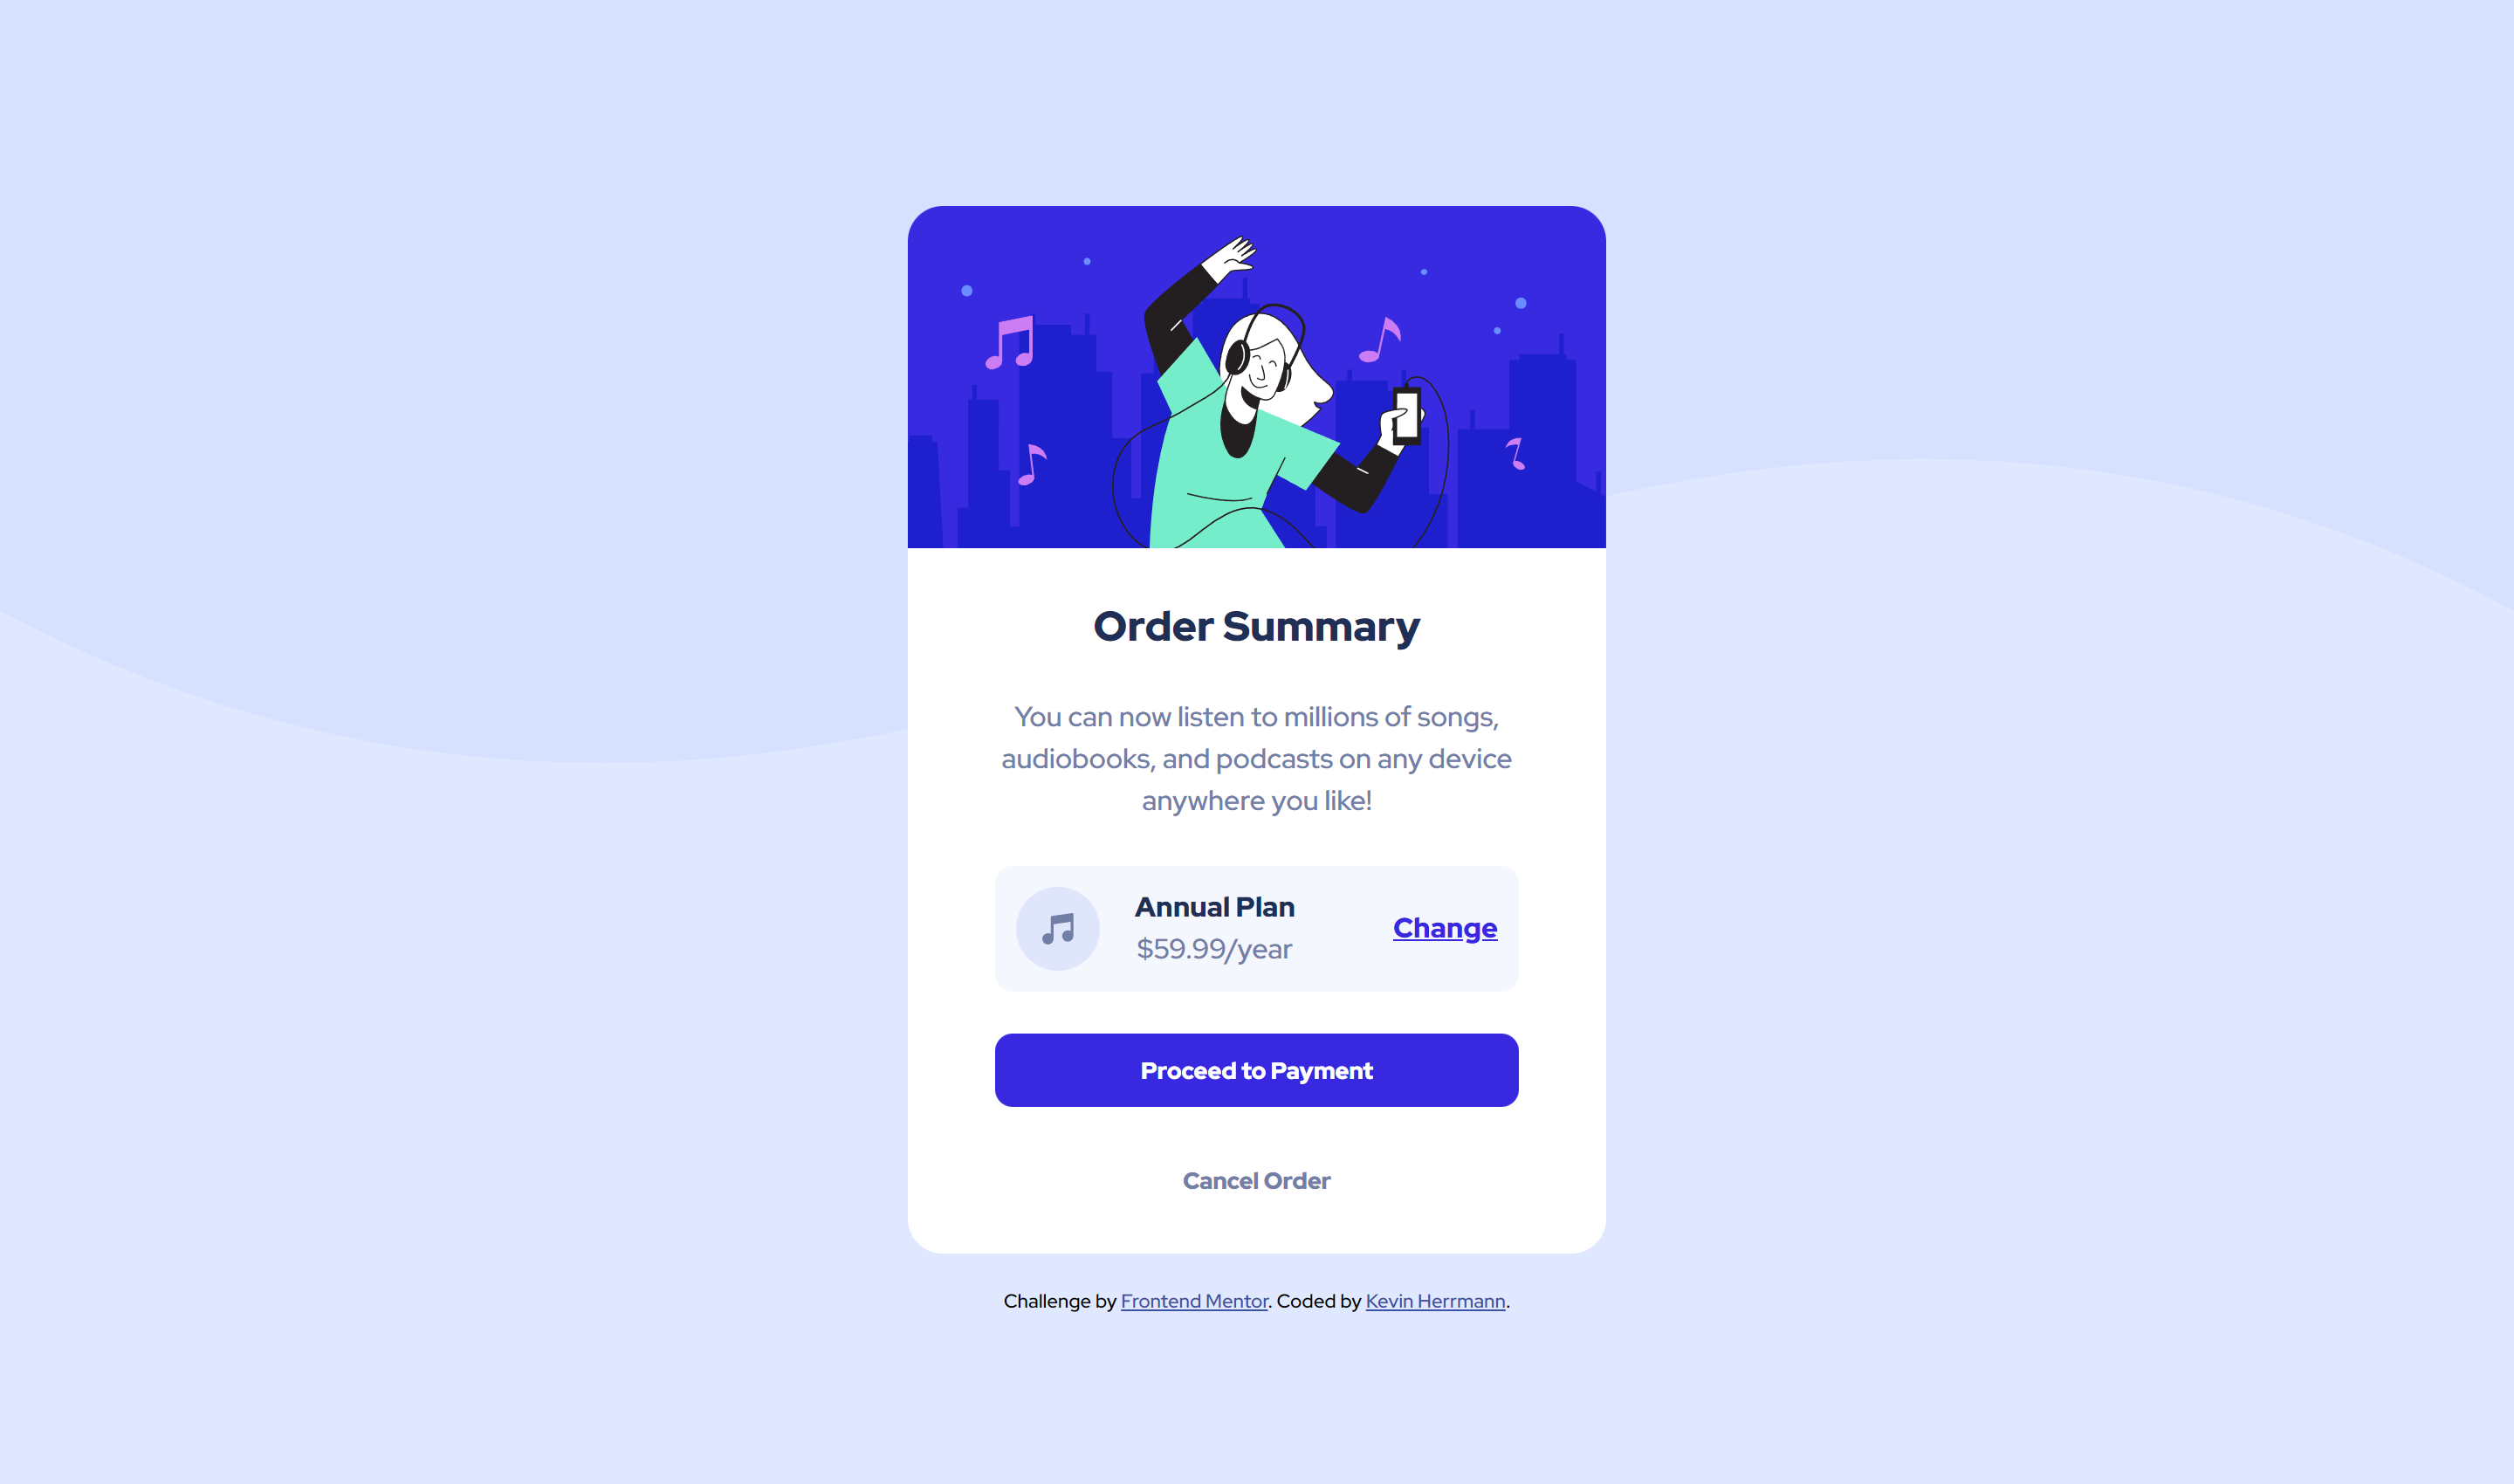 Order Summary
You can now listen to millions of songs,
audiobooks, and podcasts on any device
anywhere you like!
Annual Plan
$59.99/year
Change
Proceed to Payment
Cancel Order
Challenge by Frontend Mentor. Coded by Kevin Herrmann.